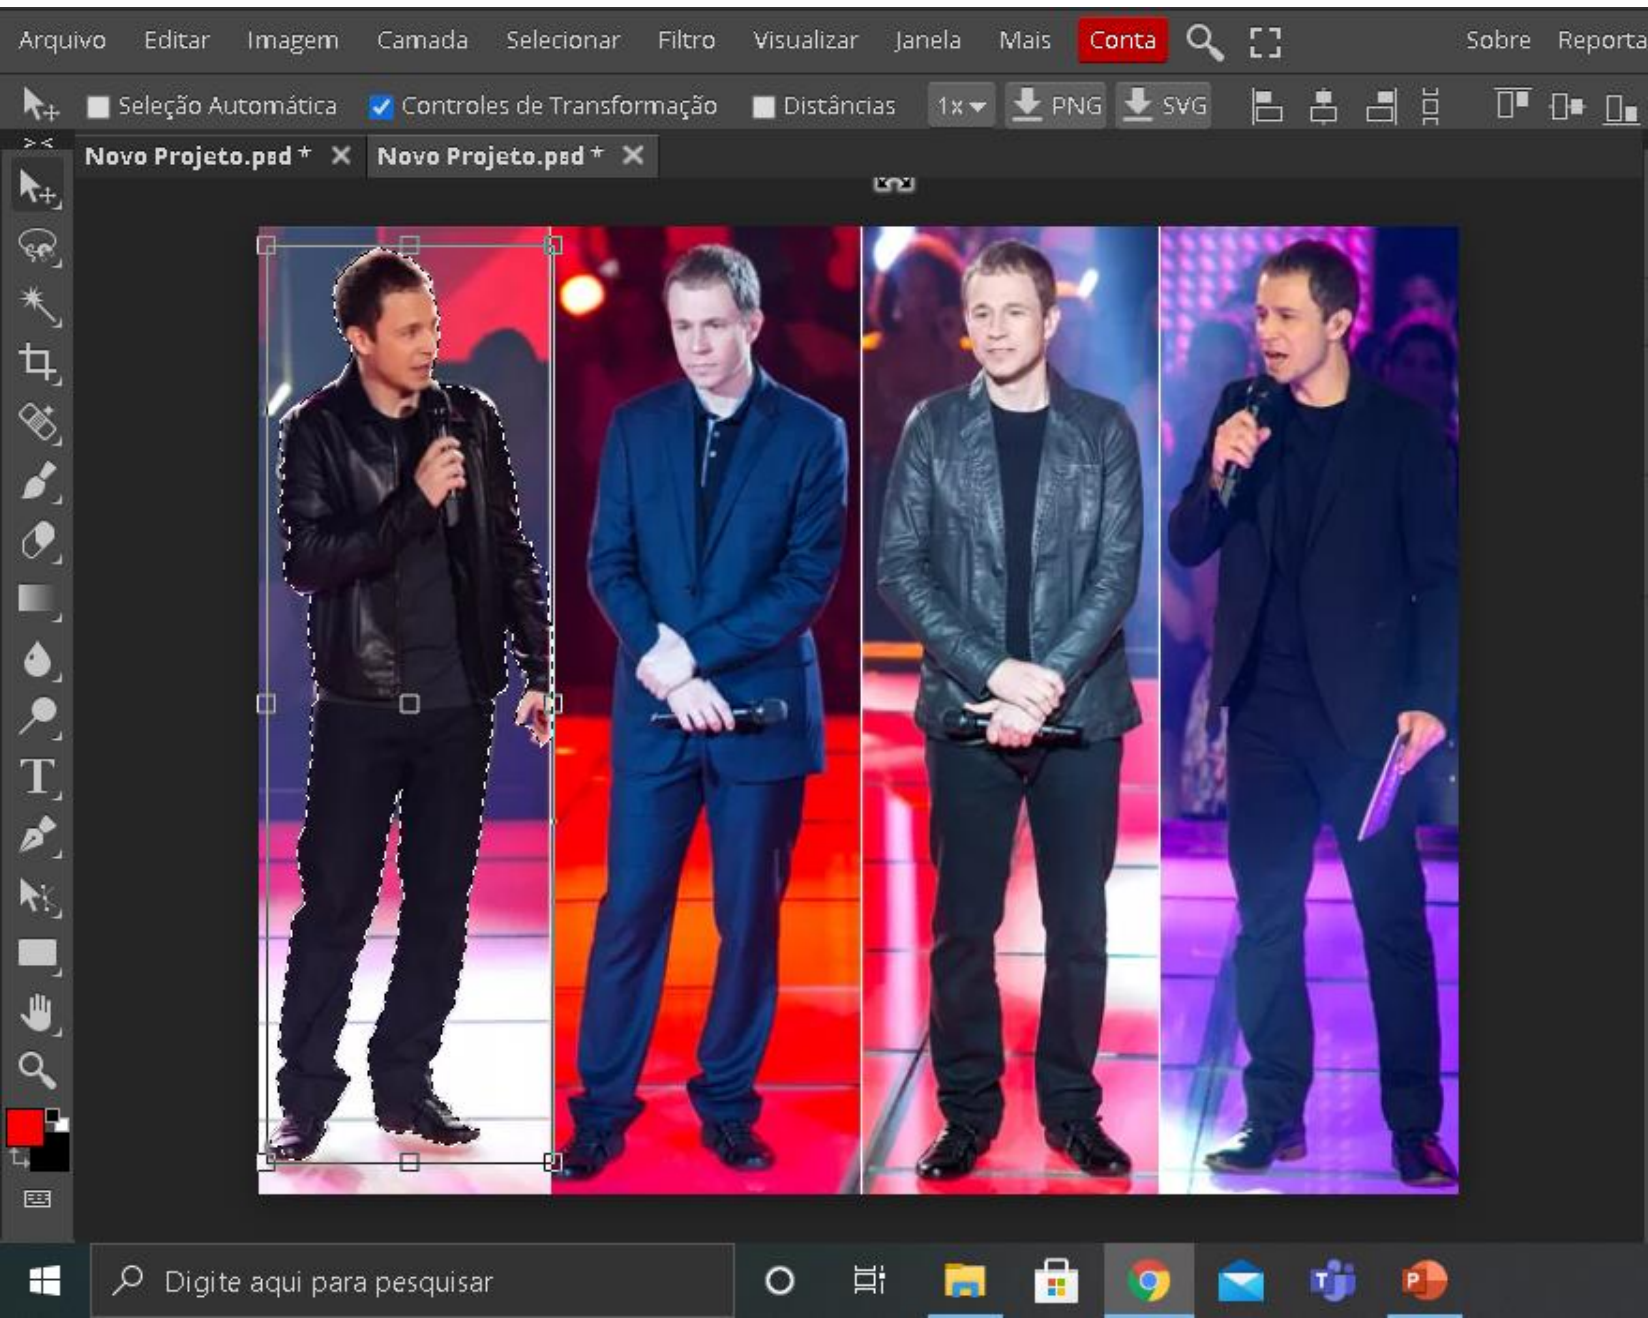 Arquivo Editar Imagem Camada Selecionar Filtro Visualizar Janela Mais Conta Sobre Reporta
Seleção Automática Controles de Transformação Distâncias 1x PNG SVG
Novo Projeto.psd * Novo Projeto.psd *
T
Digite aqui para pesquisar
T
P